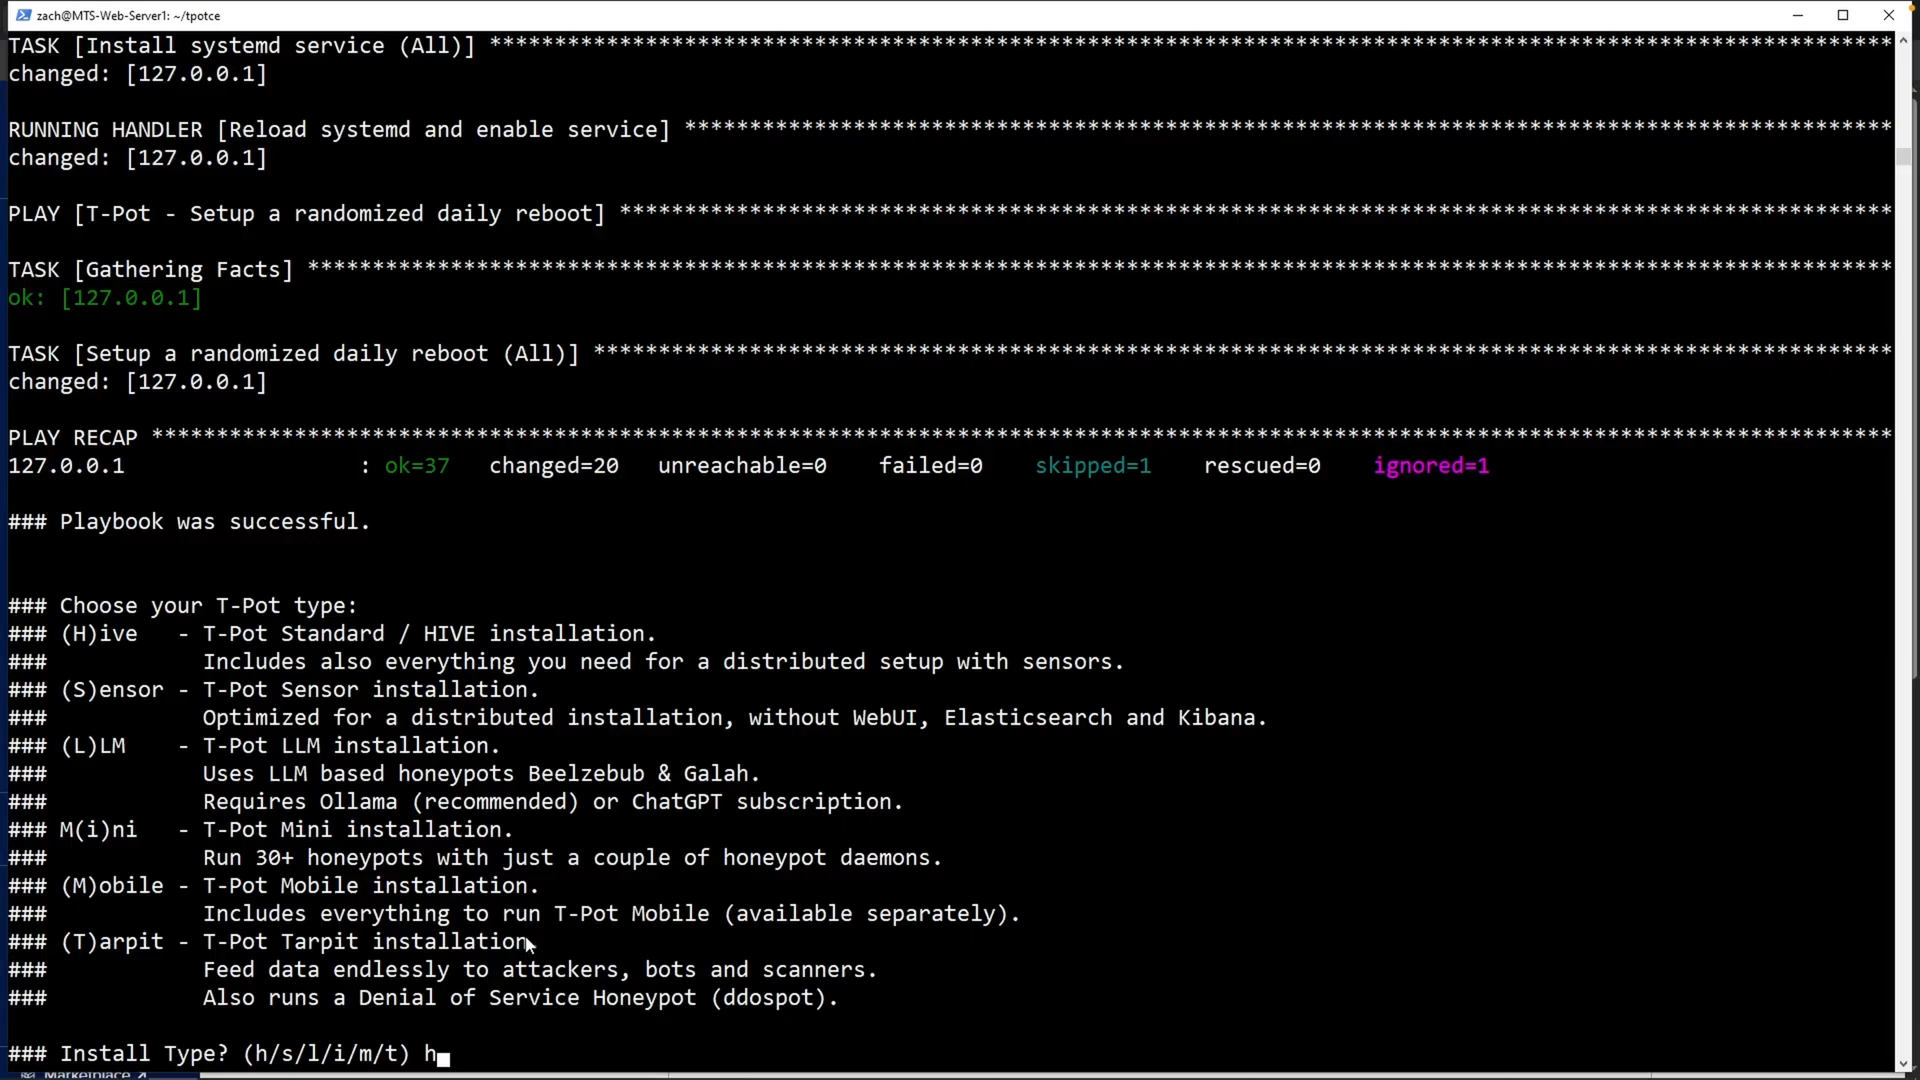 zach@MTS-Web-Server1: ~/tpotce
TASK [Install systemd service (All)] ************************************************************************************************************
changed: [127.0.0.1]
RUNNING HANDLER [Reload systemd and enable service] *********************************************************************************************
changed: [127.0.0.1]
PLAY [T-Pot - Setup a randomized daily reboot] **************************************************************************************************
TASK [Gathering Facts] **************************************************************************************************************************
ok: [127.0.0.1]
TASK [Setup a randomized daily reboot (All)] ****************************************************************************************************
changed: [127.0.0.1]
PLAY RECAP **************************************************************************************************************************************
127.0.0.1                  : ok=37   changed=20   unreachable=0    failed=0    skipped=1    rescued=0    ignored=1
### Playbook was successful.
### Choose your T-Pot type:
### (H)ive   - T-Pot Standard / HIVE installation.
###            Includes also everything you need for a distributed setup with sensors.
### (S)ensor - T-Pot Sensor installation.
###            Optimized for a distributed installation, without WebUI, Elasticsearch and Kibana.
### (L)LM    - T-Pot LLM installation.
###            Uses LLM based honeypots Beelzebub & Galah.
###            Requires Ollama (recommended) or ChatGPT subscription.
### M(i)ni   - T-Pot Mini installation.
###            Run 30+ honeypots with just a couple of honeypot daemons.
### (M)obile - T-Pot Mobile installation.
###            Includes everything to run T-Pot Mobile (available separately).
### (T)arpit - T-Pot Tarpit installation
###            Feed data endlessly to attackers, bots and scanners.
###            Also runs a Denial of Service Honeypot (ddospot).
### Install Type? (h/s/l/i/m/t) h
Marketplace